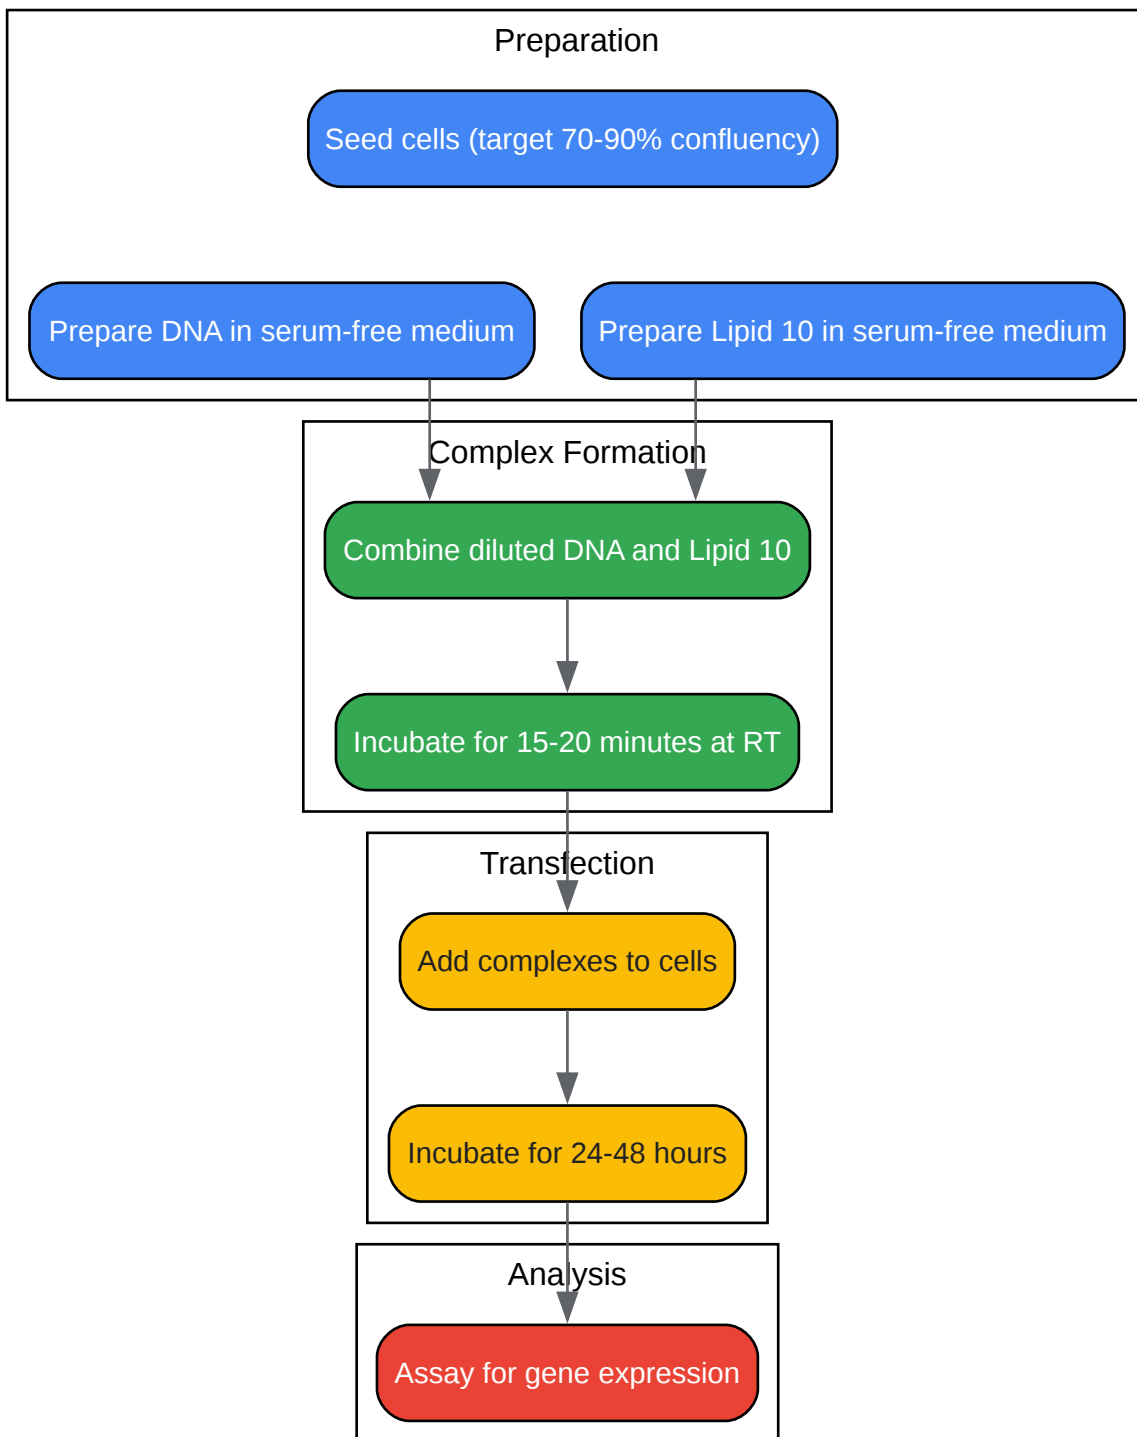 Preparation
Seed cells (target 70-90% confluency)
Prepare DNA in serum-free medium
Prepare Lipid 10 in serum-free medium
Complex Formation
Combine diluted DNA and Lipid 10
Incubate for 15-20 minutes at RT
Transfection
Add complexes to cells
Incubate for 24-48 hours
Analysis
Assay for gene expression